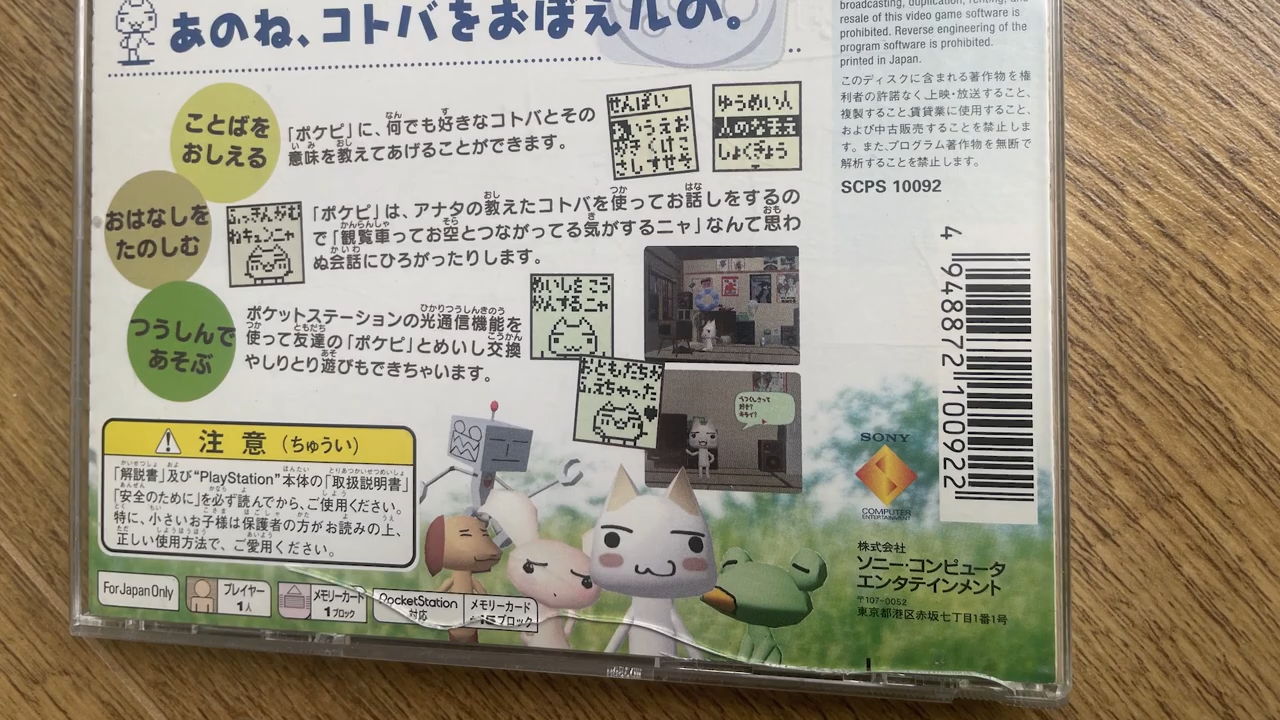 あのね、コトバをおぼえルの。
ことばを
おしえる
「ポケピ」に、何でも好きなコトバとその
意味を教えてあげることができます。
せんぱい
ゆうめい人
人のなまえ
しょくぎょう
おはなしを
たのしむ
ふっきんがむ
ねキュンニャ
「ポケピ」は、アナタの教えたコトバを使ってお話しをするの
で「観覧車ってお空とつながってる気がするニャ」なんて思わ
ぬ会話にひろがったりします。
つうしんで
あそぶ
ポケットステーションの光通信機能を
使って友達の「ポケピ」とめいし交換
やしりとり遊びもできちゃいます。
めいしをこう
かんするニャ
ともだちが
ふえちゃった
注意(ちゅうい)
「解説書」及び“PlayStation”本体の「取扱説明書」
「安全のために」を必ず読んでから、ご使用ください。
特に、小さいお子様は保護者の方がお読みの上、
正しい使用方法で、ご愛用ください。
For Japan Only
プレイヤー
1人
メモリーカード
1ブロック
PocketStation
対応
メモリーカード
15ブロック
broadcasting, duplication, renting, and
resale of this video game software is
prohibited. Reverse engineering of the
program software is prohibited.
printed in Japan.
このディスクに含まれる著作物を権
利者の許諾なく上映・放送すること、
複製すること、賃貸業に使用すること、
および中古販売することを禁止しま
す。また、プログラム著作物を無断で
解析することを禁止します。
SCPS 10092
4 948872 100922
SONY
COMPUTER
ENTERTAINMENT
株式会社
ソニー・コンピュータ
エンタテインメント
〒107-0052
東京都港区赤坂七丁目1番1号